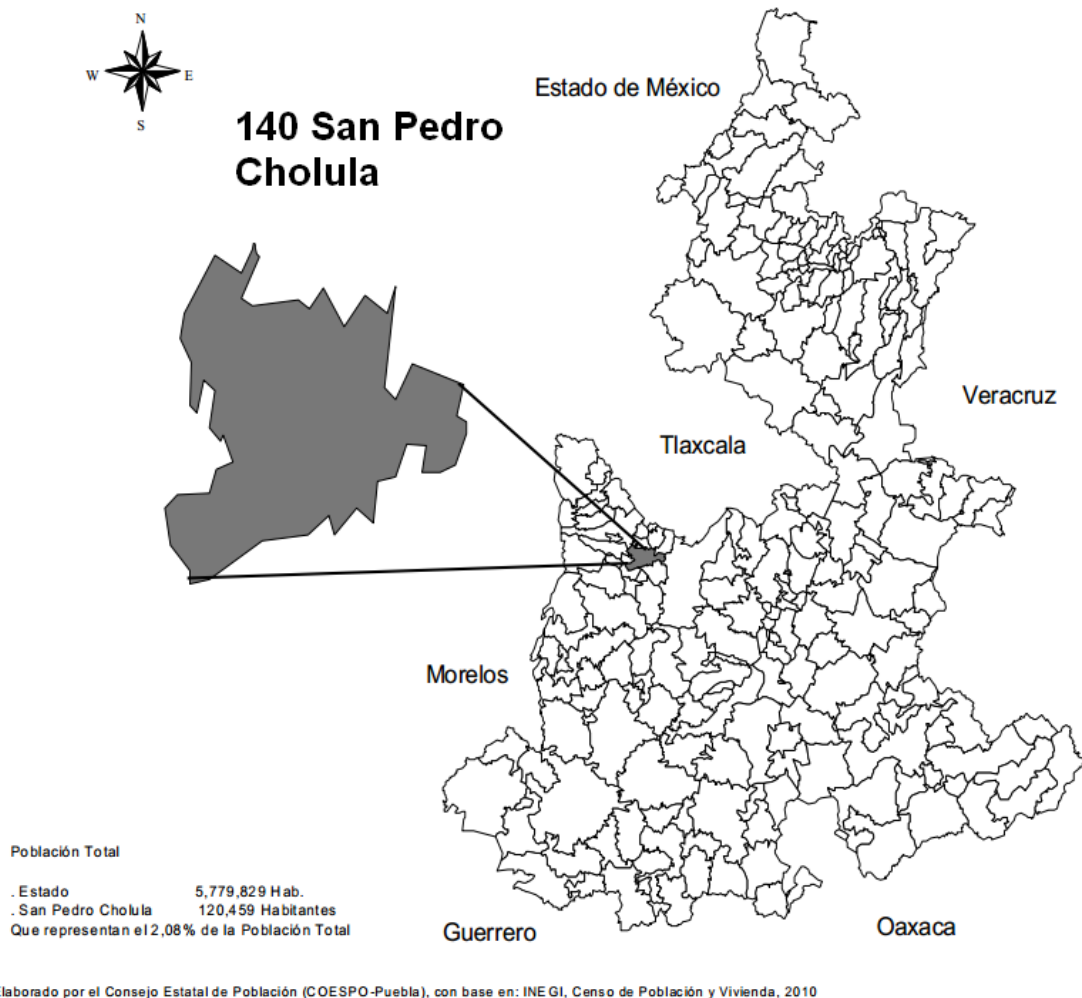 N
W E
S
140 San Pedro
Cholula
Estado de México
Veracruz
Tlaxcala
Morelos
Población Total
. Estado 5,779,829 Hab.
. San Pedro Cholula 120,459 Habitantes
Que representan el 2,08% de la Población Total
Guerrero
Oaxaca
laborado por el Consejo Estatal de Población (COESPO-Puebla), con base en: INEGI, Censo de Población y Vivienda, 2010